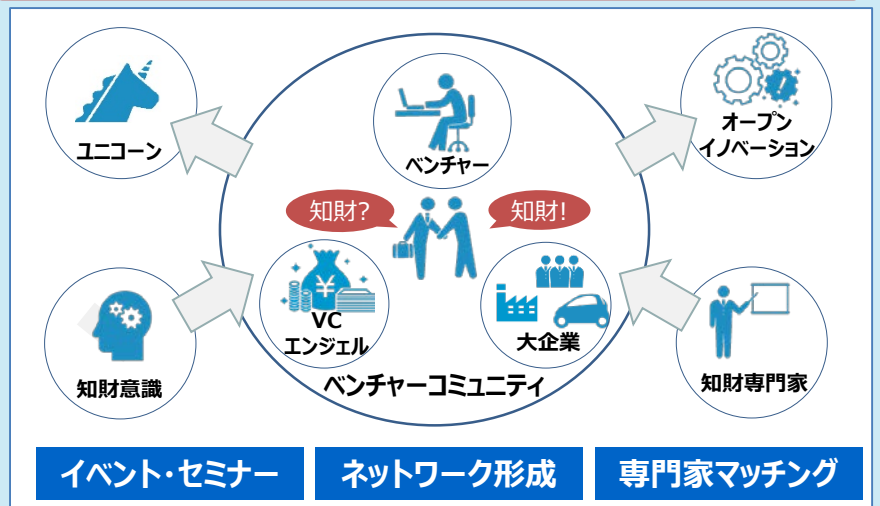 ユニコーン
ベンチャー
オープン
イノベーション
知財?
知財!
¥
VC
エンジェル
大企業
知財意識
ベンチャーコミュニティ
知財専門家
イベント・セミナー
ネットワーク形成
専門家マッチング